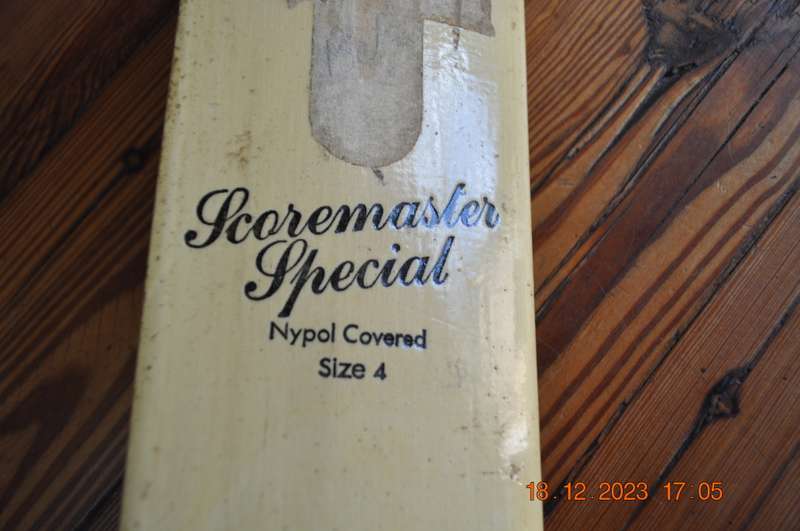 Scoremaster
Special
Nypol Covered
Size 4
18.12.2023 17:05